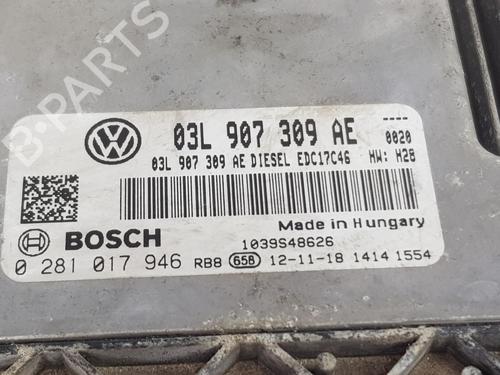 03L 907 309 AE
----
0020
03L 907 309 AE DIESEL EDC17C46 HW: H28
Made in Hungary
BOSCH
1039S48626
0 281 017 946 RB8 65B 12-11-18 1414 1554
B-PARTS